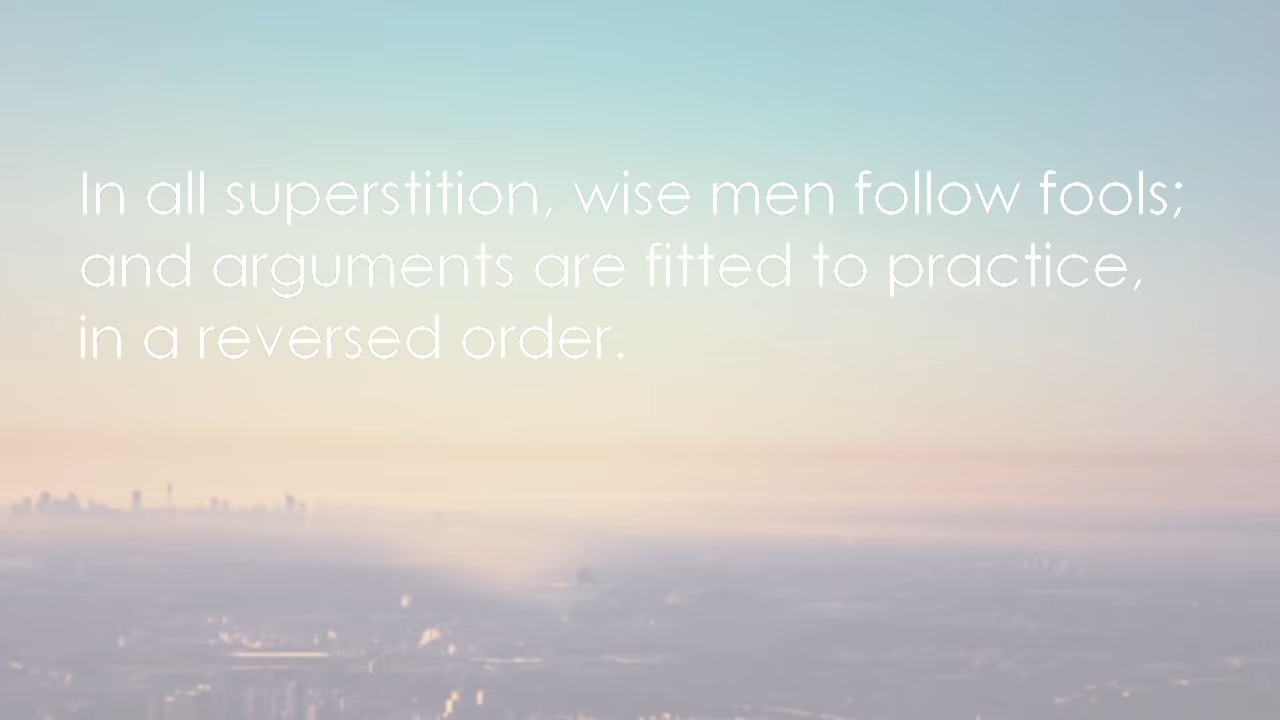 In all superstition, wise men follow fools;
and arguments are fitted to practice,
in a reversed order.